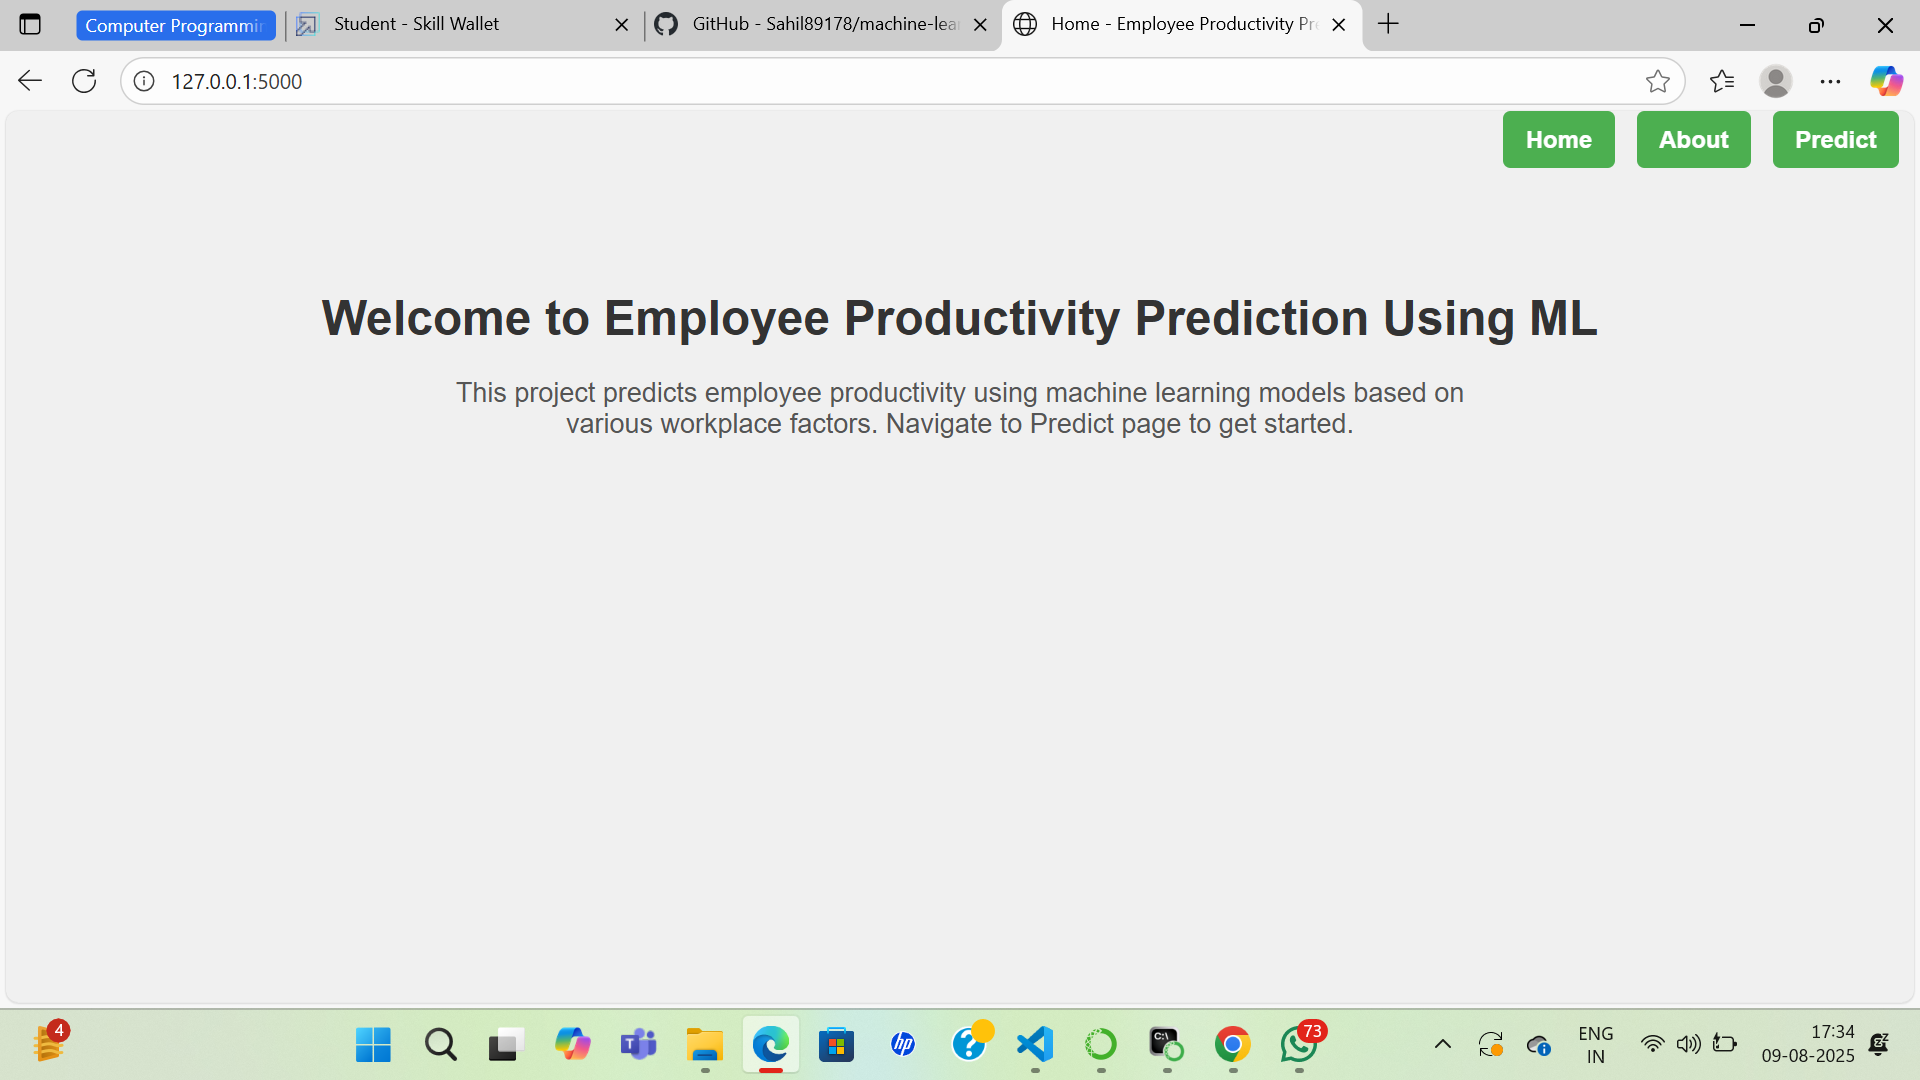 Computer Programmin
Student - Skill Wallet
GitHub - Sahil89178/machine-lea
Home - Employee Productivity Pr
127.0.0.1:5000
Home
About
Predict
Welcome to Employee Productivity Prediction Using ML
This project predicts employee productivity using machine learning models based on
various workplace factors. Navigate to Predict page to get started.
4
T
hp
?
C:\
73
ENG
IN
17:34
09-08-2025